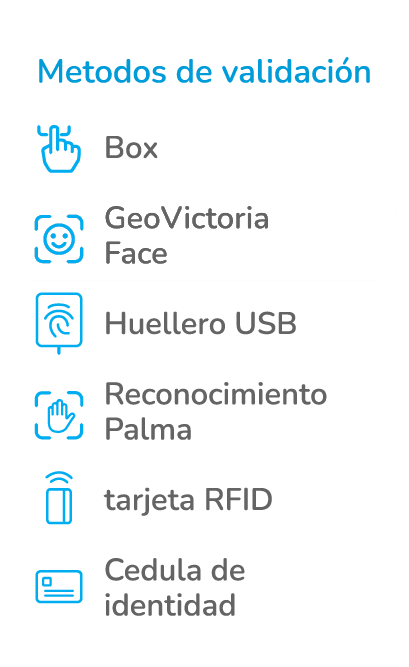 Metodos de validación
Box
GeoVictoria
Face
Huellero USB
Reconocimiento
Palma
tarjeta RFID
Cedula de
identidad